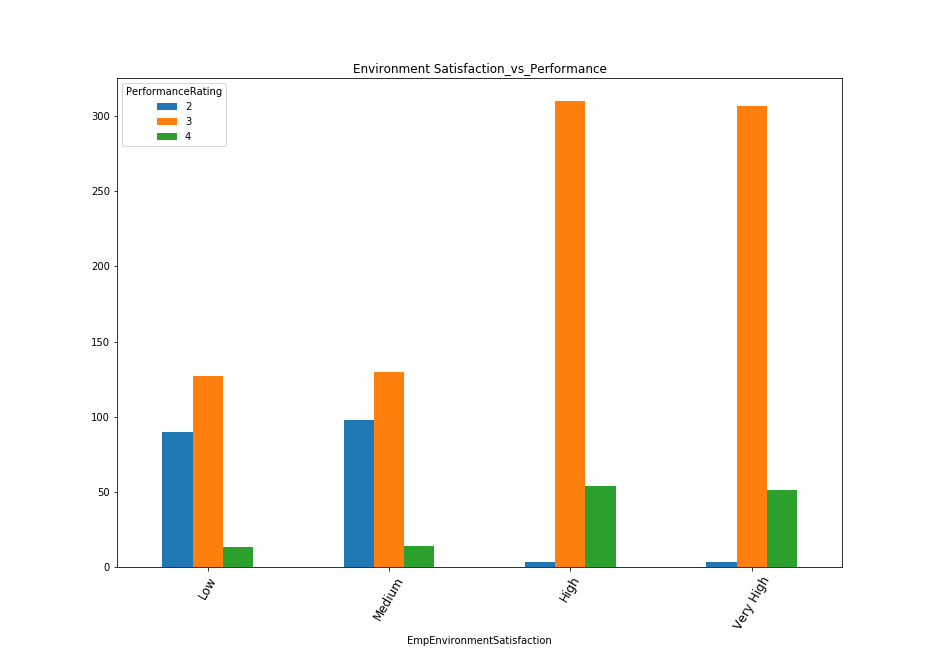 Environment Satisfaction_vs_Performance
PerformanceRating
2
3
4
300
250
200
150
100
50
0
Low
Medium
High
Very High
EmpEnvironmentSatisfaction